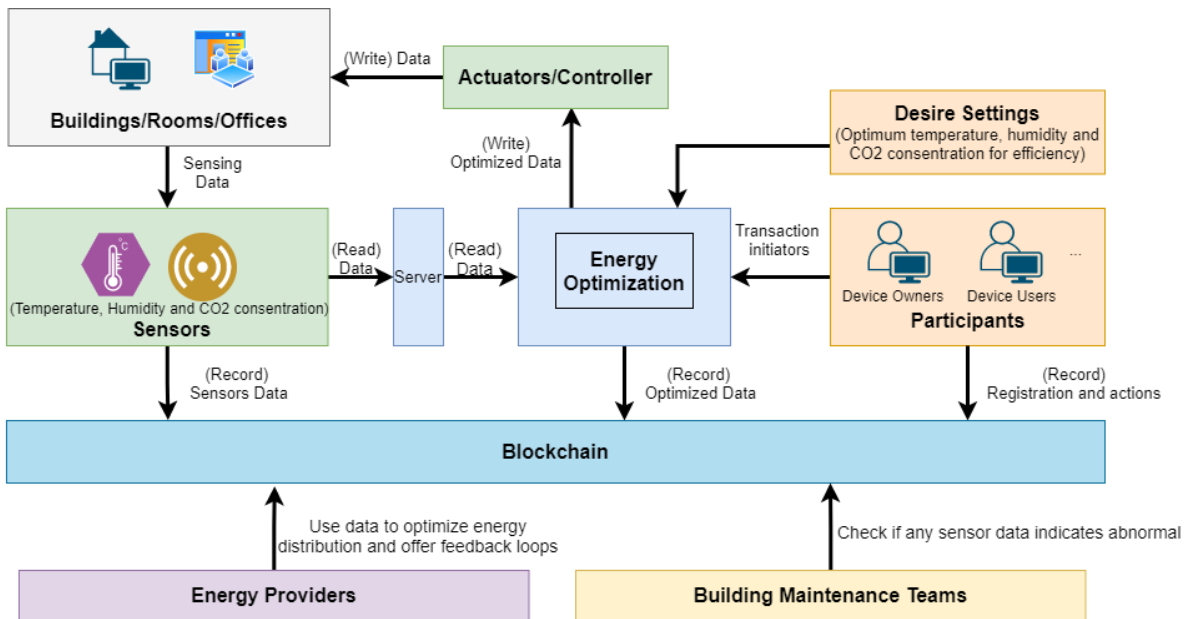 (Write) Data
Actuators/Controller
Buildings/Rooms/Offices
Desire Settings
(Optimum temperature, humidity and
CO2 concentration for efficiency)
(Write)
Optimized Data
Sensing
Data
°C
(Temperature, Humidity and CO2 consentration)
Sensors
(Read)
Data
Server
(Read)
Data
Energy
Optimization
Transaction
initiators
Device Owners
Device Users
...
Participants
(Record)
Sensors Data
(Record)
Optimized Data
(Record)
Registration and actions
Blockchain
Use data to optimize energy
distribution and offer feedback loops
Check if any sensor data indicates abnormal
Energy Providers
Building Maintenance Teams